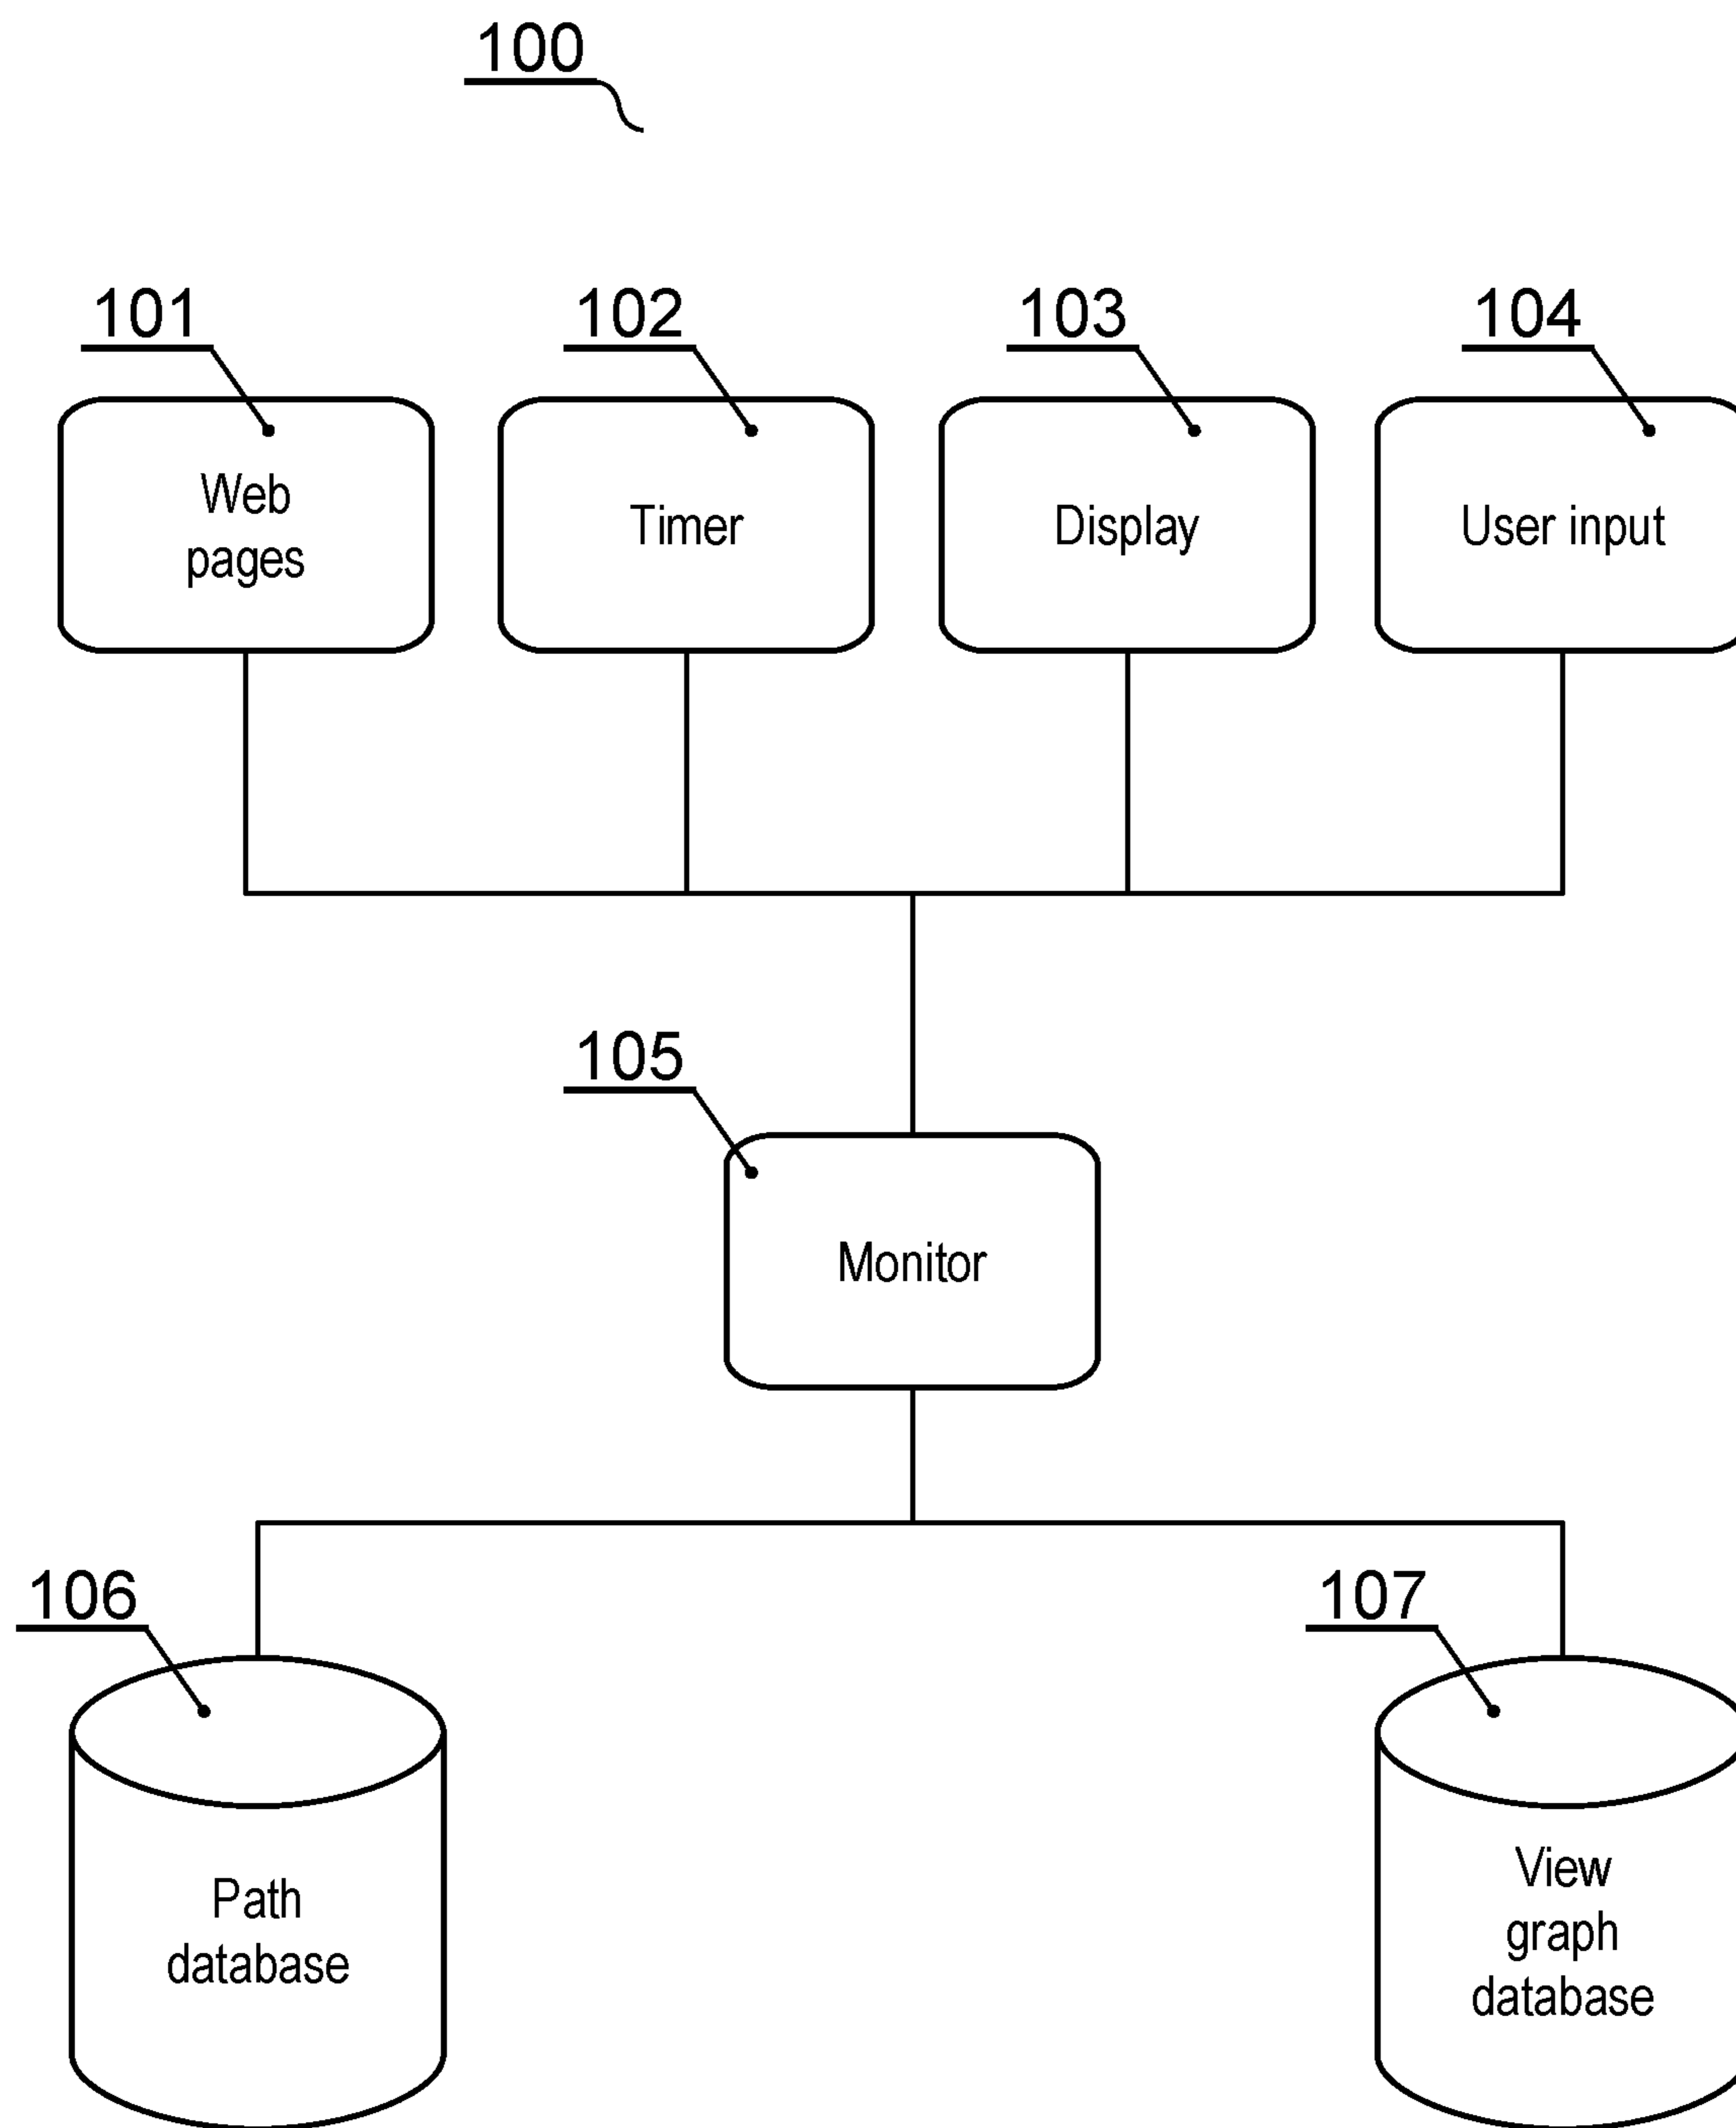 100
101
102
103
104
Web
pages
Timer
Display
User input
105
Monitor
106
107
Path
database
View
graph
database